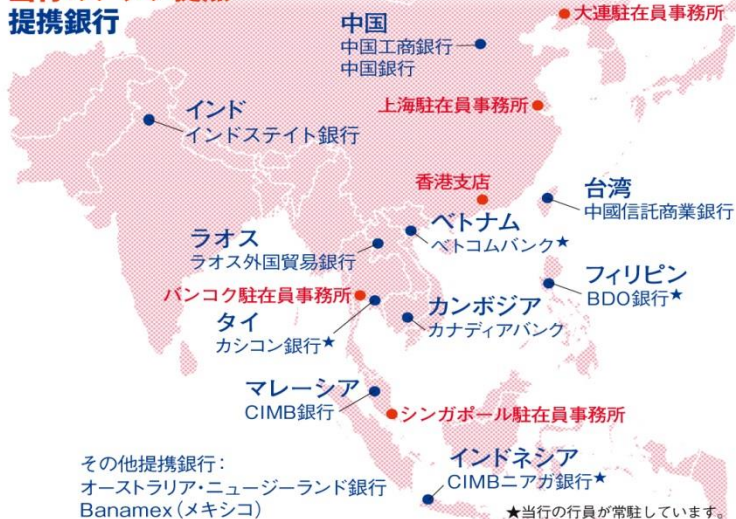 提携銀行
大連駐在員事務所
中国
中国工商銀行
中国銀行
上海駐在員事務所
インド
インドステイト銀行
香港支店
台湾
中國信託商業銀行
ベトナム
ベトコムバンク★
ラオス
ラオス外国貿易銀行
フィリピン
BDO銀行★
バンコク駐在員事務所
タイ
カシコン銀行★
カンボジア
カナディアバンク
マレーシア
CIMB銀行
シンガポール駐在員事務所
インドネシア
CIMBニアガ銀行★
その他提携銀行：
オーストラリア・ニュージーランド銀行
Banamex（メキシコ）
★当行の行員が常駐しています。